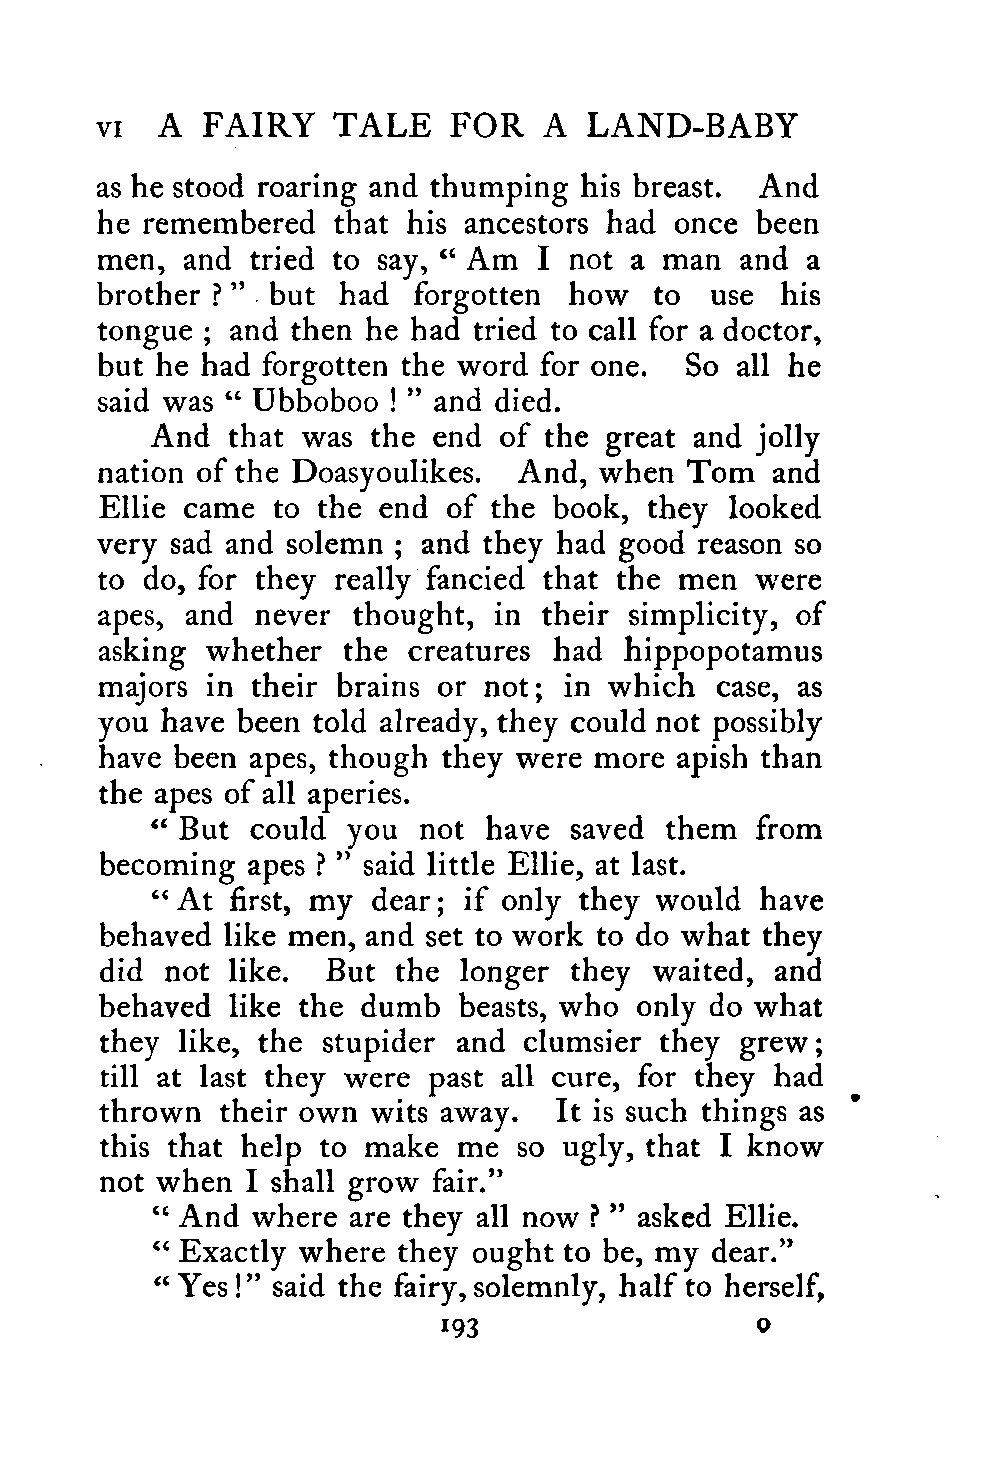 VI A FAIRY TALE FOR A LAND-BABY
as he stood roaring and thumping his breast. And
he remembered that his ancestors had once been
men, and tried to say, “ Am I not a man and a
brother ? ” but had forgotten how to use his
tongue ; and then he had tried to call for a doctor,
but he had forgotten the word for one. So all he
said was “ Ubboboo ! ” and died.
And that was the end of the great and jolly
nation of the Doasyoulikes. And, when Tom and
Ellie came to the end of the book, they looked
very sad and solemn ; and they had good reason so
to do, for they really fancied that the men were
apes, and never thought, in their simplicity, of
asking whether the creatures had hippopotamus
majors in their brains or not ; in which case, as
you have been told already, they could not possibly
have been apes, though they were more apish than
the apes of all aperies.
“ But could you not have saved them from
becoming apes ? ” said little Ellie, at last.
“ At first, my dear ; if only they would have
behaved like men, and set to work to do what they
did not like. But the longer they waited, and
behaved like the dumb beasts, who only do what
they like, the stupider and clumsier they grew ;
till at last they were past all cure, for they had
thrown their own wits away. It is such things as
this that help to make me so ugly, that I know
not when I shall grow fair.”
“ And where are they all now ? ” asked Ellie.
“ Exactly where they ought to be, my dear.”
“ Yes ! ” said the fairy, solemnly, half to herself,
193 O